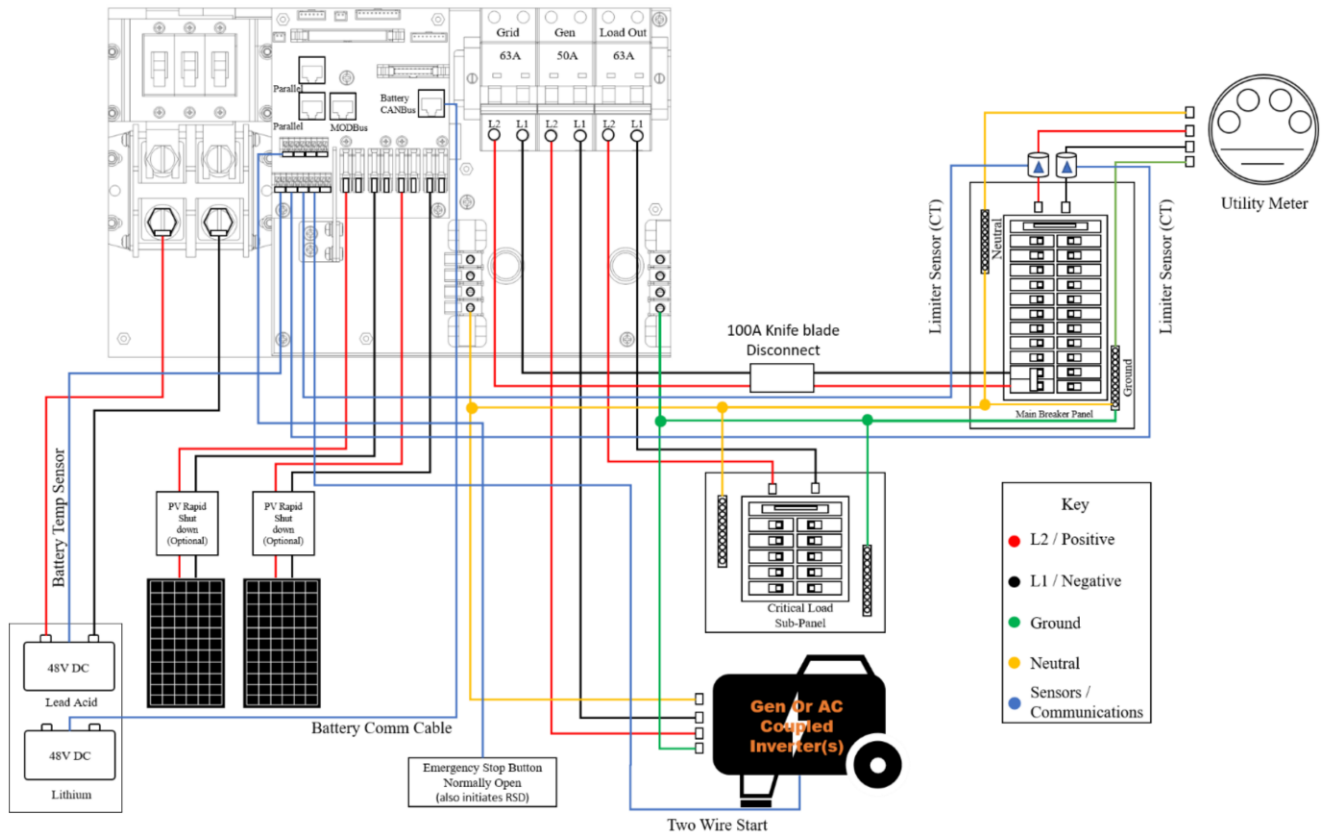 Grid Gen Load Out
63A 50A 63A
Parallel
Battery
CANBus
Parallel MODBus
L2 L1 L2 L1 L2 L1
Utility Meter
Neutral
Limiter Sensor (CT)
Limiter Sensor (CT)
100A Knife blade
Disconnect
Ground
Main Breaker Panel
Battery Temp Sensor
PV Rapid
Shut
down
(Optional)
PV Rapid
Shut
down
(Optional)
Critical Load
Sub-Panel
Key
L2 / Positive
L1 / Negative
Ground
Neutral
Sensors /
Communications
48V DC
Lead Acid
48V DC
Lithium
Battery Comm Cable
Emergency Stop Button
Normally Open
(also initiates RSD)
Gen Or AC
Coupled
Inverter(s)
Two Wire Start